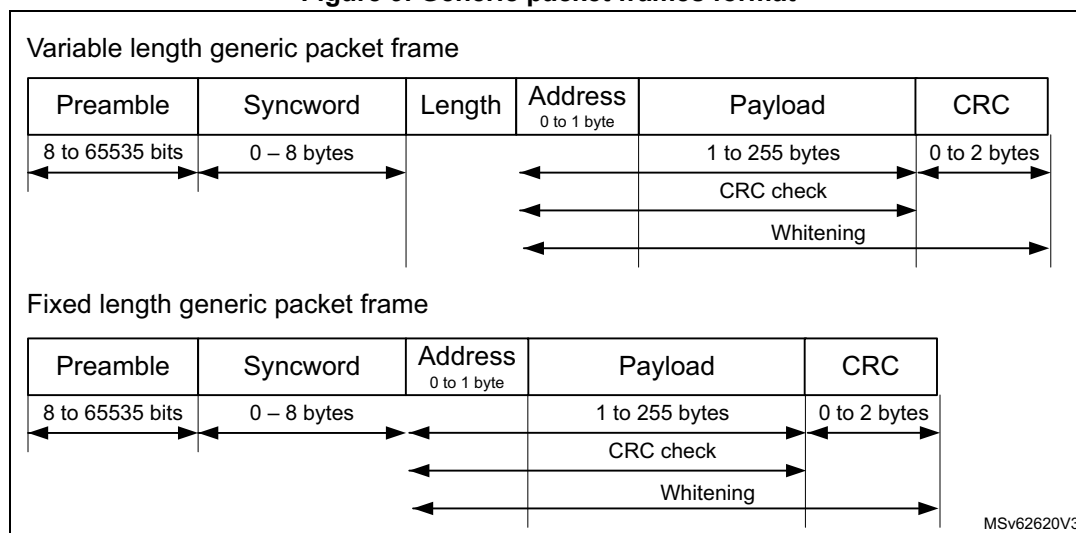 Figure 9. Generic packet frames format
Variable length generic packet frame
Preamble Syncword Length Address Payload CRC
0 to 1 byte
8 to 65535 bits 0 – 8 bytes 1 to 255 bytes 0 to 2 bytes
CRC check
Whitening
Fixed length generic packet frame
Preamble Syncword Address Payload CRC
0 to 1 byte
8 to 65535 bits 0 – 8 bytes 1 to 255 bytes 0 to 2 bytes
CRC check
Whitening
MSv62620V3